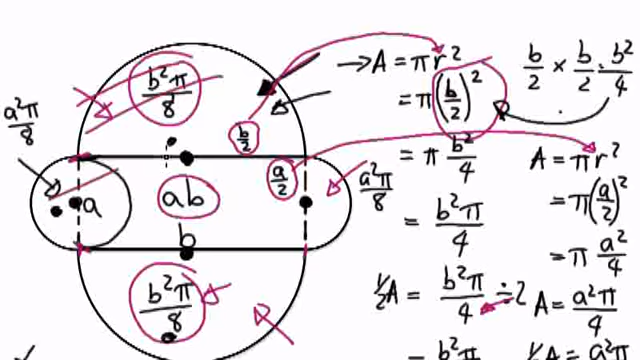 a²π/8
b²π/8
b/2
a
ab
a/2
a²π/8
b
b²π/8
→A = πr²
= π(b/2)²
= π b²/4
= b²π/4
½A = b²π/4 ÷2
= b²π
b/2 × b/2 = b²/4
A = πr²
= π(a/2)²
= π a²/4
A = a²π/4
½A = a²π